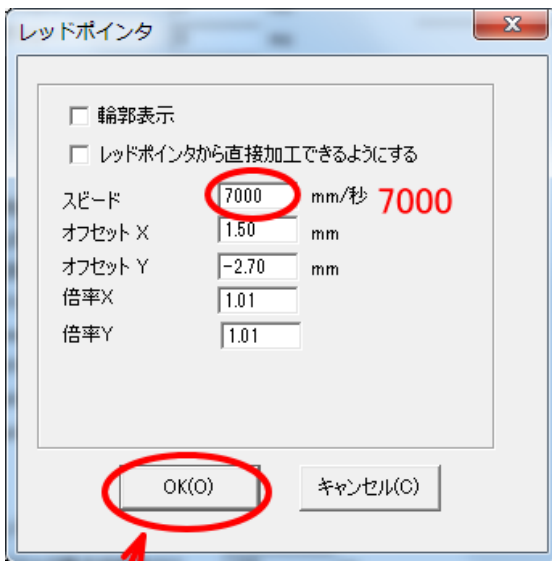 レッドポインタ
輪郭表示
レッドポインタから直接加工できるようにする
スピード 7000 mm/秒 7000
オフセット X 1.50 mm
オフセット Y -2.70 mm
倍率X 1.01
倍率Y 1.01
OK(O) キャンセル(C)